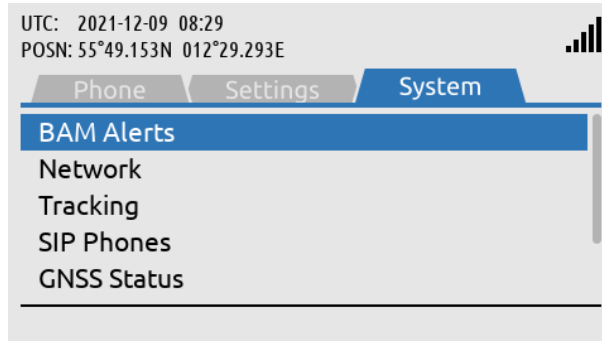 UTC: 2021-12-09 08:29
POSN: 55°49.153N 012°29.293E
Phone Settings System
BAM Alerts
Network
Tracking
SIP Phones
GNSS Status